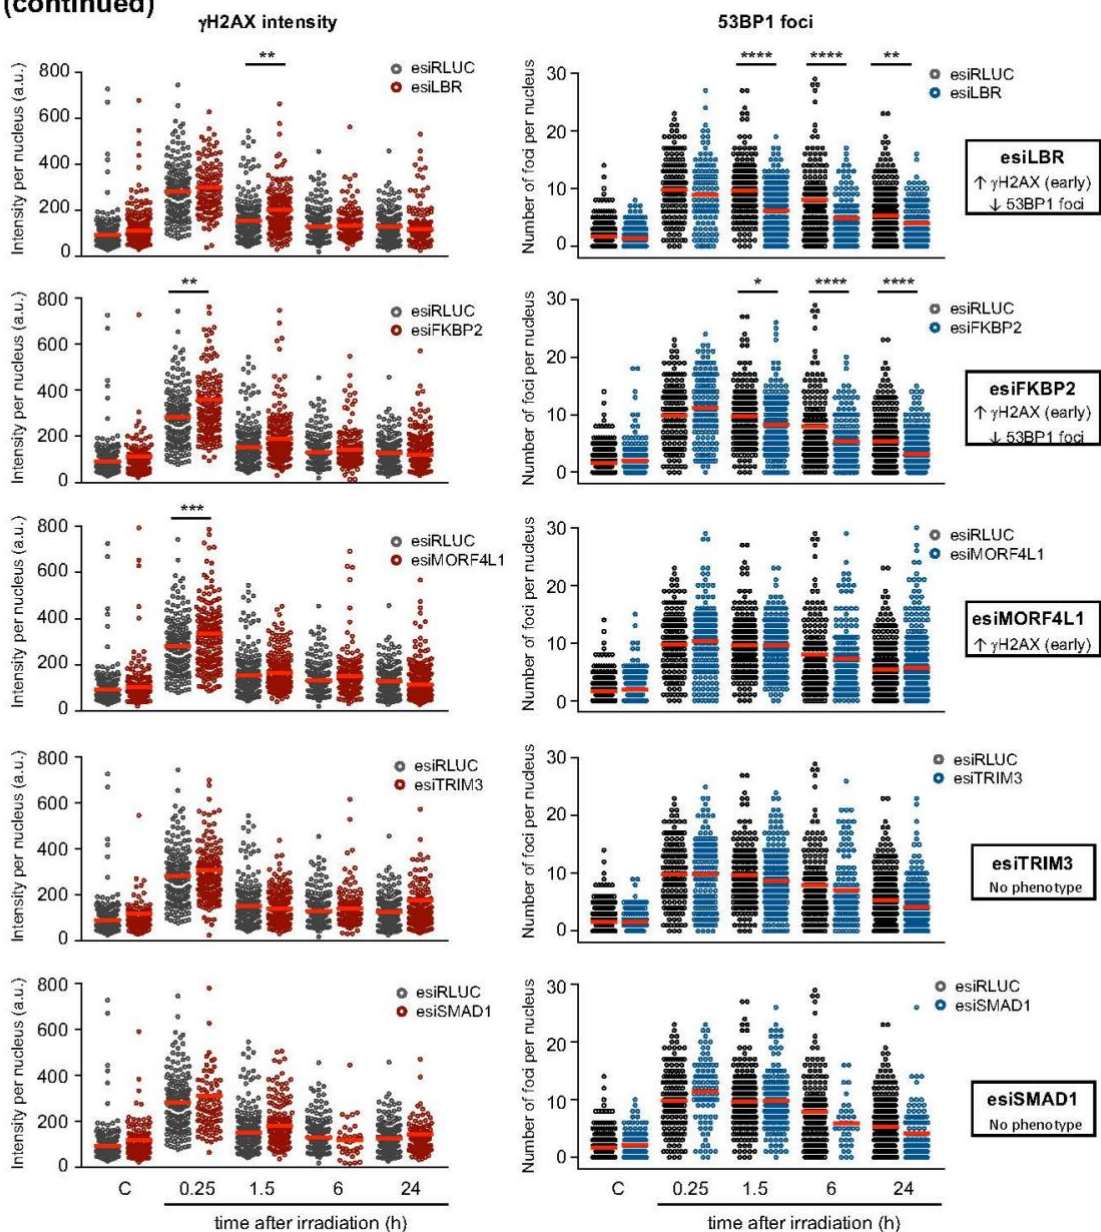 (continued)
γH2AX intensity
53BP1 foci
Intensity per nucleus (a.u.)
800
600
400
200
0
**
esiRLUC
esiLBR
Number of foci per nucleus
30
20
10
0
****
****
**
esiRLUC
esiLBR
esiLBR
↑ γH2AX (early)
↓ 53BP1 foci
Intensity per nucleus (a.u.)
800
600
400
200
0
**
esiRLUC
esiFKBP2
Number of foci per nucleus
30
20
10
0
*
****
****
esiRLUC
esiFKBP2
esiFKBP2
↑ γH2AX (early)
↓ 53BP1 foci
Intensity per nucleus (a.u.)
800
600
400
200
0
***
esiRLUC
esiMORF4L1
Number of foci per nucleus
30
20
10
0
esiRLUC
esiMORF4L1
esiMORF4L1
↑ γH2AX (early)
Intensity per nucleus (a.u.)
800
600
400
200
0
esiRLUC
esiTRIM3
Number of foci per nucleus
30
20
10
0
esiRLUC
esiTRIM3
esiTRIM3
No phenotype
Intensity per nucleus (a.u.)
800
600
400
200
0
esiRLUC
esiSMAD1
C 0.25 1.5 6 24
time after irradiation (h)
Number of foci per nucleus
30
20
10
0
esiRLUC
esiSMAD1
C 0.25 1.5 6 24
time after irradiation (h)
esiSMAD1
No phenotype